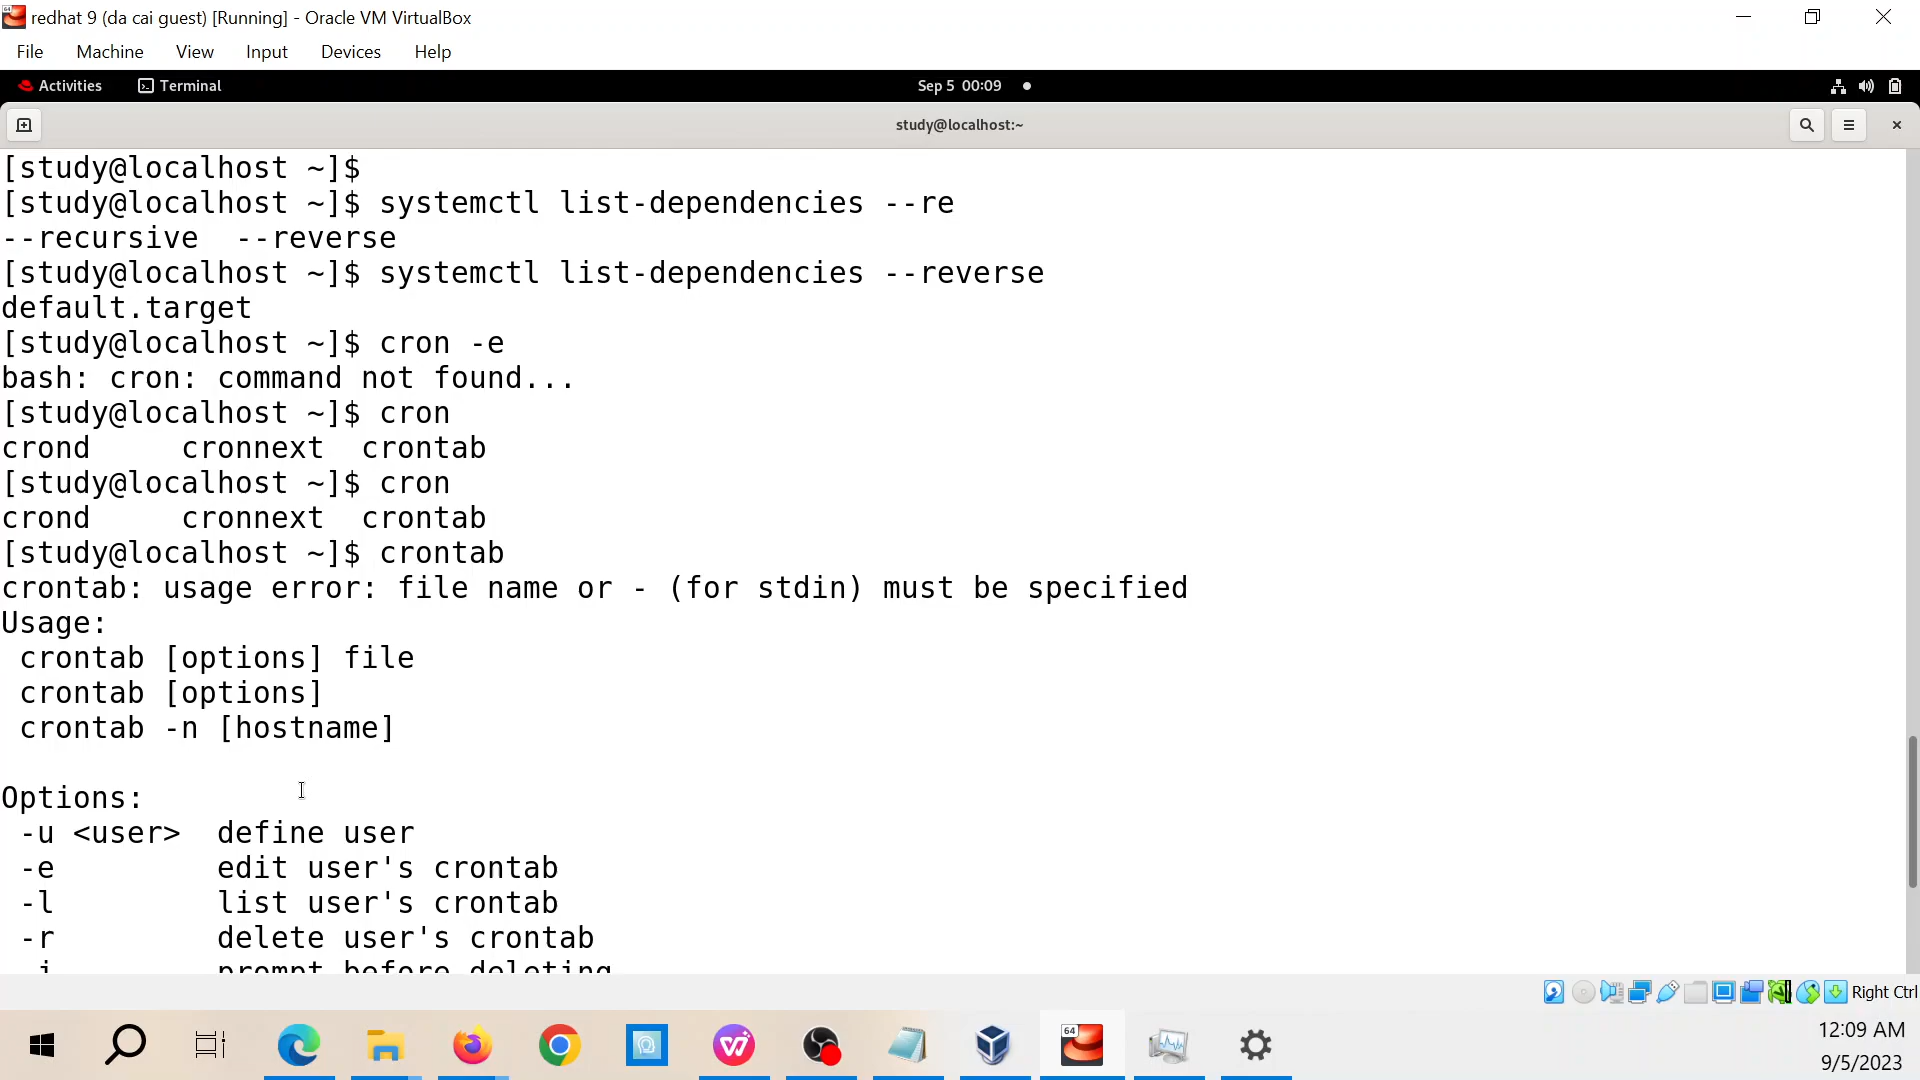 redhat 9 (da cai guest) [Running] - Oracle VM VirtualBox
File Machine View Input Devices Help
Activities Terminal Sep 5 00:09
study@localhost:~
[study@localhost ~]$
[study@localhost ~]$ systemctl list-dependencies --re
--recursive  --reverse
[study@localhost ~]$ systemctl list-dependencies --reverse
default.target
[study@localhost ~]$ cron -e
bash: cron: command not found...
[study@localhost ~]$ cron
crond     cronnext  crontab
[study@localhost ~]$ cron
crond     cronnext  crontab
[study@localhost ~]$ crontab
crontab: usage error: file name or - (for stdin) must be specified
Usage:
 crontab [options] file
 crontab [options]
 crontab -n [hostname]
Options:
 -u <user>  define user
 -e         edit user's crontab
 -l         list user's crontab
 -r         delete user's crontab
 -i         prompt before deleting
Right Ctrl
64
12:09 AM
9/5/2023